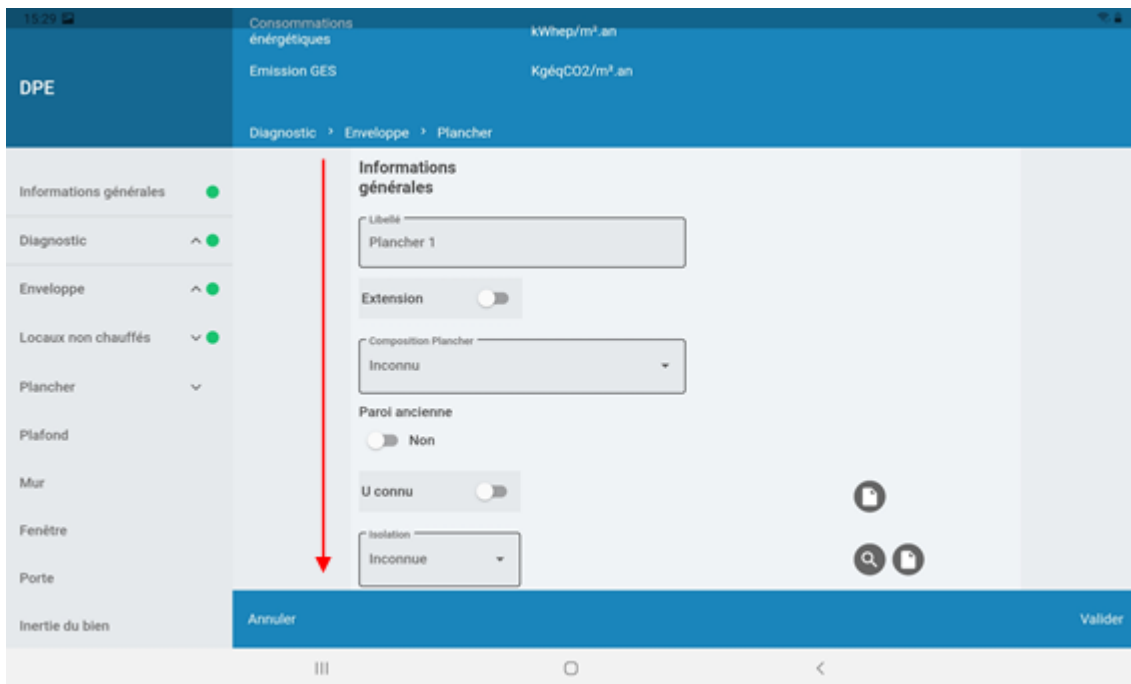 15:29
Consommations
énérgétiques
kWhep/m².an
Emission GES
KgéqCO2/m².an
DPE
Diagnostic > Enveloppe > Plancher
Informations générales
Diagnostic
Enveloppe
Locaux non chauffés
Plancher
Plafond
Mur
Fenêtre
Porte
Inertie du bien
Informations
générales
Libellé
Plancher 1
Extension
Composition Plancher
Inconnu
Paroi ancienne
Non
U connu
Isolation
Inconnue
Annuler
Valider